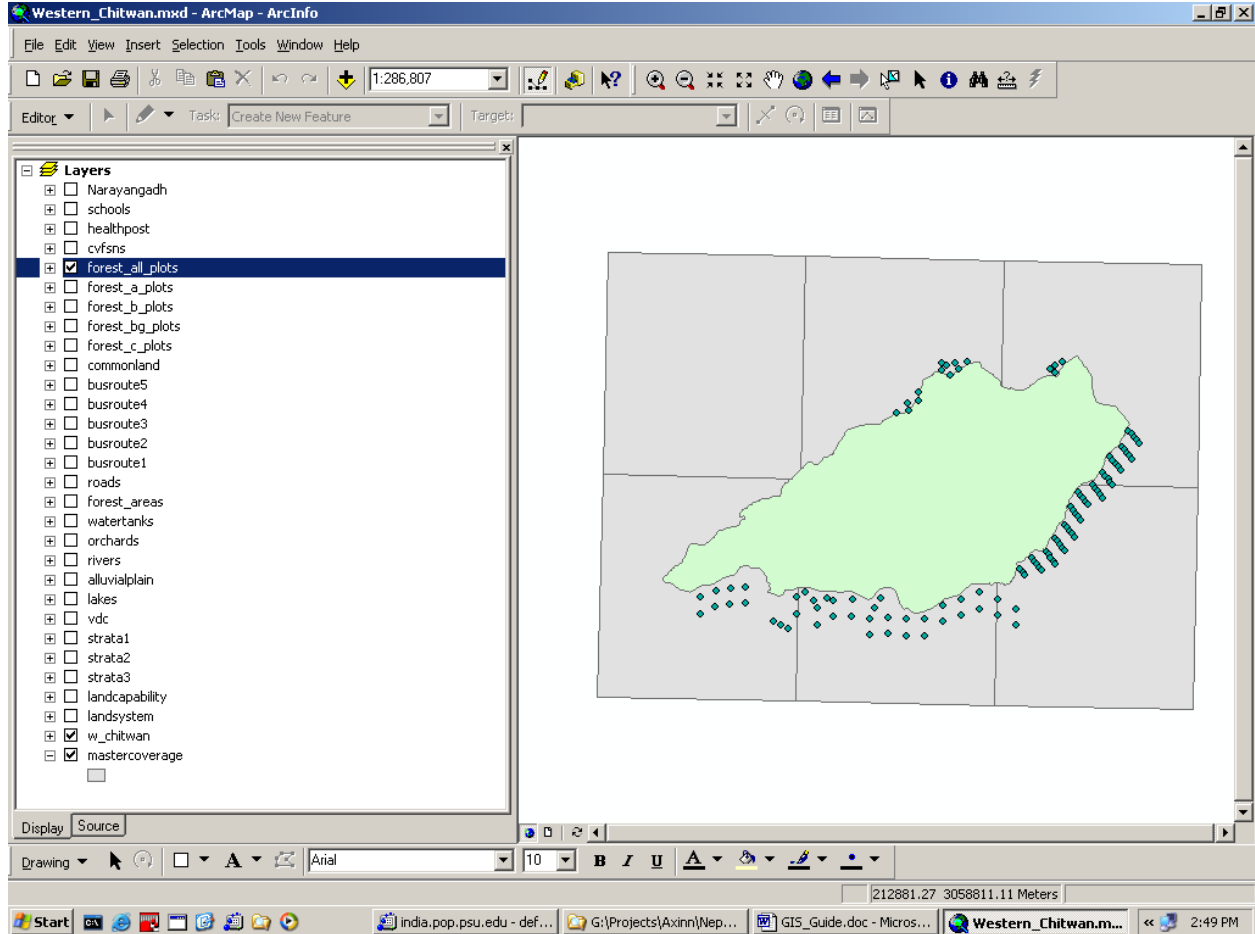 Western_Chitwan.mxd - ArcMap - ArcInfo
File Edit View Insert Selection Tools Window Help
1:286,807
Editor Task: Create New Feature Target:
Layers
Narayangadh
schools
healthpost
cvfsns
forest_all_plots
forest_a_plots
forest_b_plots
forest_bg_plots
forest_c_plots
commonland
busroute5
busroute4
busroute3
busroute2
busroute1
roads
forest_areas
watertanks
orchards
rivers
alluvialplain
lakes
vdc
strata1
strata2
strata3
landcapability
landsystem
w_chitwan
mastercoverage
Display Source
Drawing A Arial 10 B I U A
212881.27 3058811.11 Meters
Start india.pop.psu.edu - def... G:\Projects\Axinn\Nep... GIS_Guide.doc - Micros... Western_Chitwan.m... « 2:49 PM